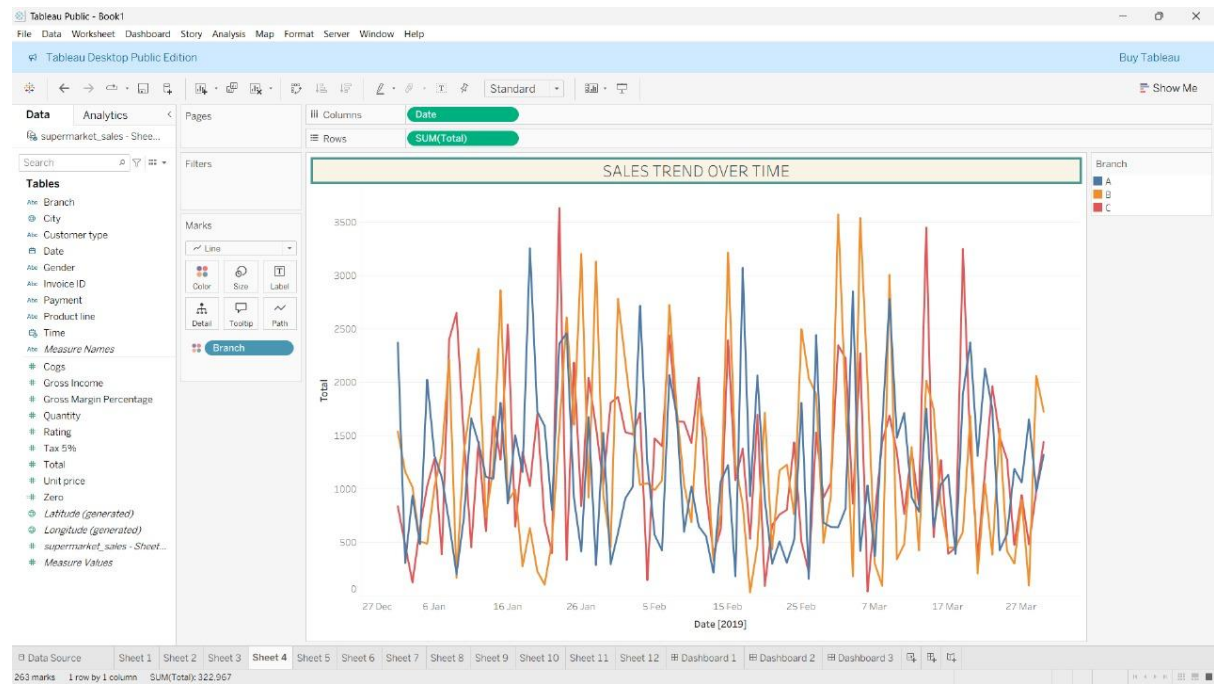 Tableau Public - Book1
File Data Worksheet Dashboard Story Analysis Map Format Server Window Help
Tableau Desktop Public Edition
Buy Tableau
Standard
Show Me
Data Analytics
supermarket_sales - Shee...
Search
Tables
Abc Branch
City
Abc Customer type
Date
Abc Gender
Abc Invoice ID
Abc Payment
Abc Product line
Time
Abc Measure Names
# Cogs
# Gross Income
# Gross Margin Percentage
# Quantity
# Rating
# Tax 5%
# Total
# Unit price
# Zero
Latitude (generated)
Longitude (generated)
# supermarket_sales - Sheet...
# Measure Values
Pages
Filters
Marks
Line
Color Size Label
Detail Tooltip Path
Branch
Columns
Date
Rows
SUM(Total)
SALES TREND OVER TIME
Total
3500
3000
2500
2000
1500
1000
500
0
27 Dec 6 Jan 16 Jan 26 Jan 5 Feb 15 Feb 25 Feb 7 Mar 17 Mar 27 Mar
Date [2019]
Branch
A
B
C
Data Source Sheet 1 Sheet 2 Sheet 3 Sheet 4 Sheet 5 Sheet 6 Sheet 7 Sheet 8 Sheet 9 Sheet 10 Sheet 11 Sheet 12 Dashboard 1 Dashboard 2 Dashboard 3
263 marks 1 row by 1 column SUM(Total): 322.967